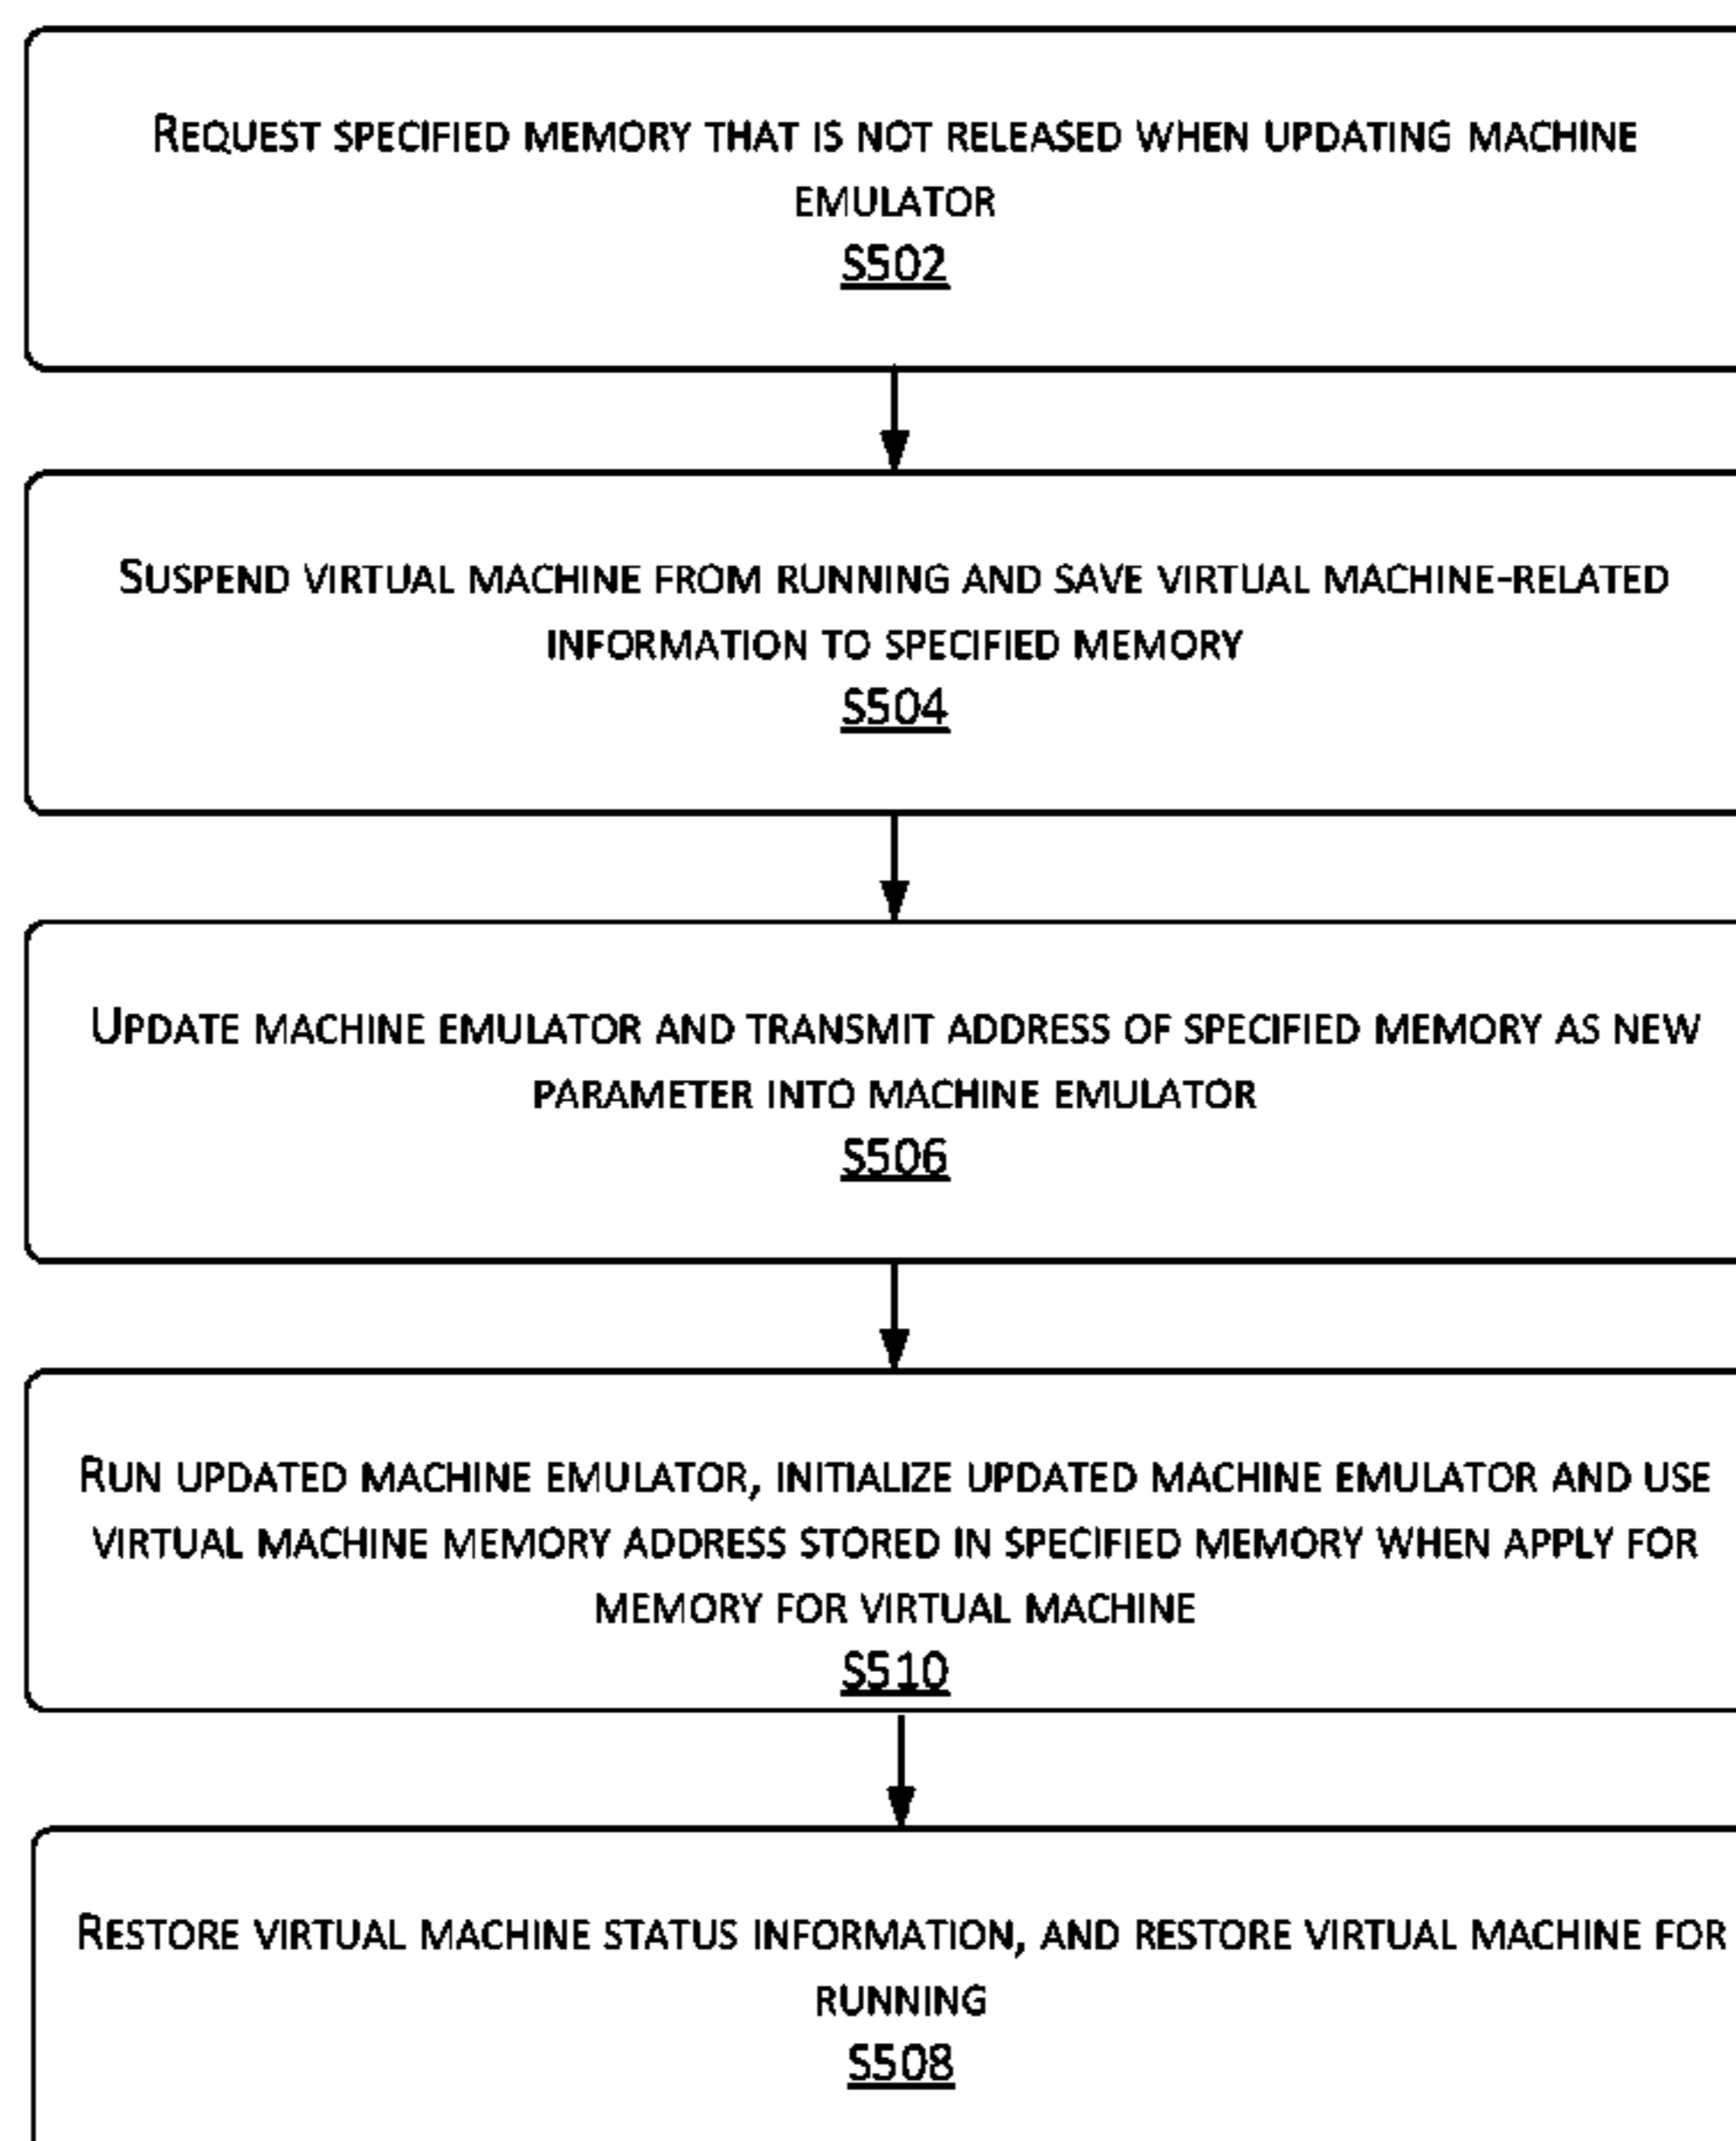 REQUEST SPECIFIED MEMORY THAT IS NOT RELEASED WHEN UPDATING MACHINE
EMULATOR
S502
SUSPEND VIRTUAL MACHINE FROM RUNNING AND SAVE VIRTUAL MACHINE-RELATED
INFORMATION TO SPECIFIED MEMORY
S504
UPDATE MACHINE EMULATOR AND TRANSMIT ADDRESS OF SPECIFIED MEMORY AS NEW
PARAMETER INTO MACHINE EMULATOR
S506
RUN UPDATED MACHINE EMULATOR, INITIALIZE UPDATED MACHINE EMULATOR AND USE
VIRTUAL MACHINE MEMORY ADDRESS STORED IN SPECIFIED MEMORY WHEN APPLY FOR
MEMORY FOR VIRTUAL MACHINE
S510
RESTORE VIRTUAL MACHINE STATUS INFORMATION, AND RESTORE VIRTUAL MACHINE FOR
RUNNING
S508